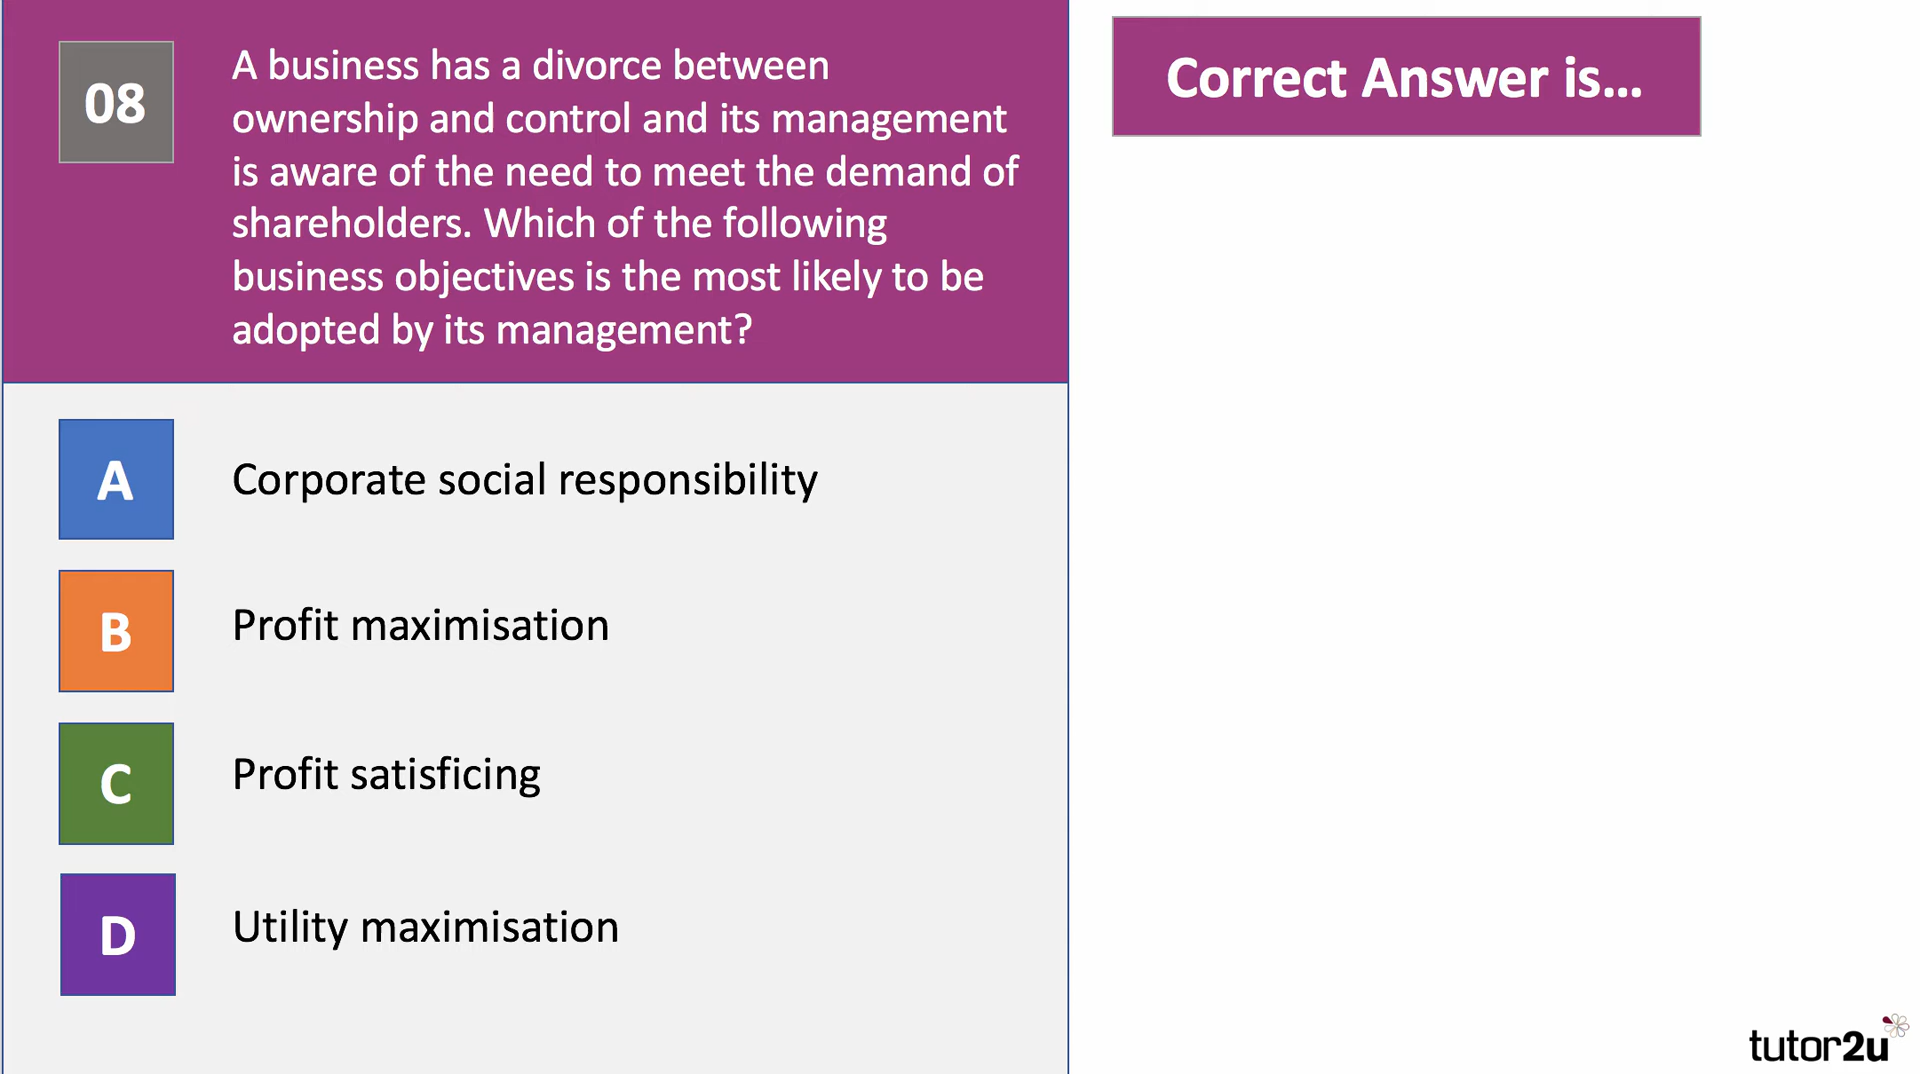 08
A business has a divorce between
ownership and control and its management
is aware of the need to meet the demand of
shareholders. Which of the following
business objectives is the most likely to be
adopted by its management?
A
Corporate social responsibility
B
Profit maximisation
C
Profit satisficing
D
Utility maximisation
Correct Answer is...
tutor2u